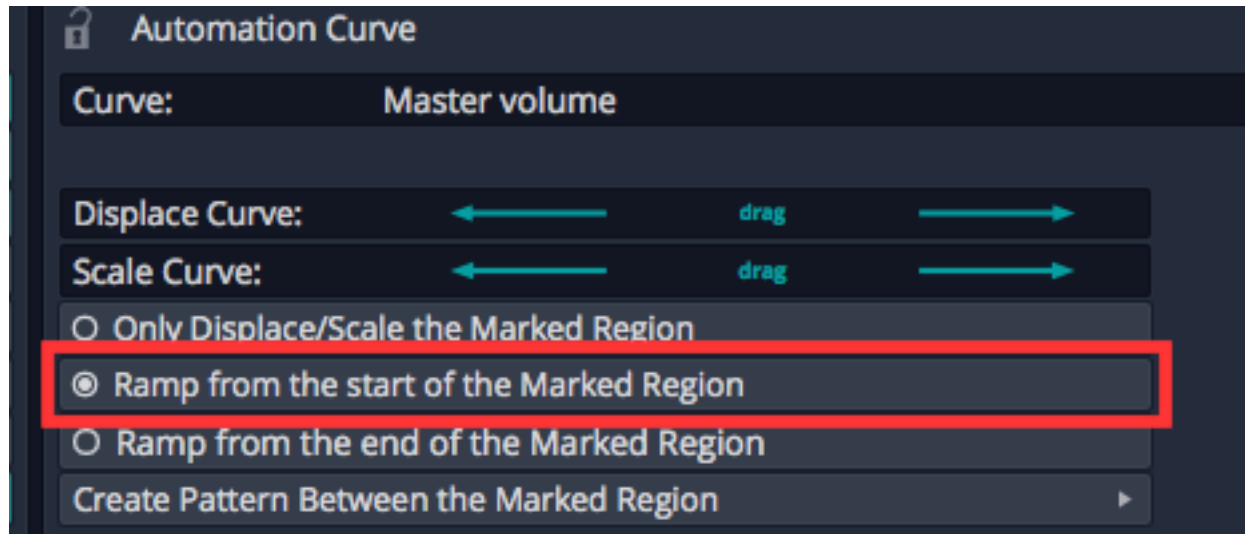 Automation Curve
Curve: Master volume
Displace Curve: drag
Scale Curve: drag
Only Displace/Scale the Marked Region
Ramp from the start of the Marked Region
Ramp from the end of the Marked Region
Create Pattern Between the Marked Region